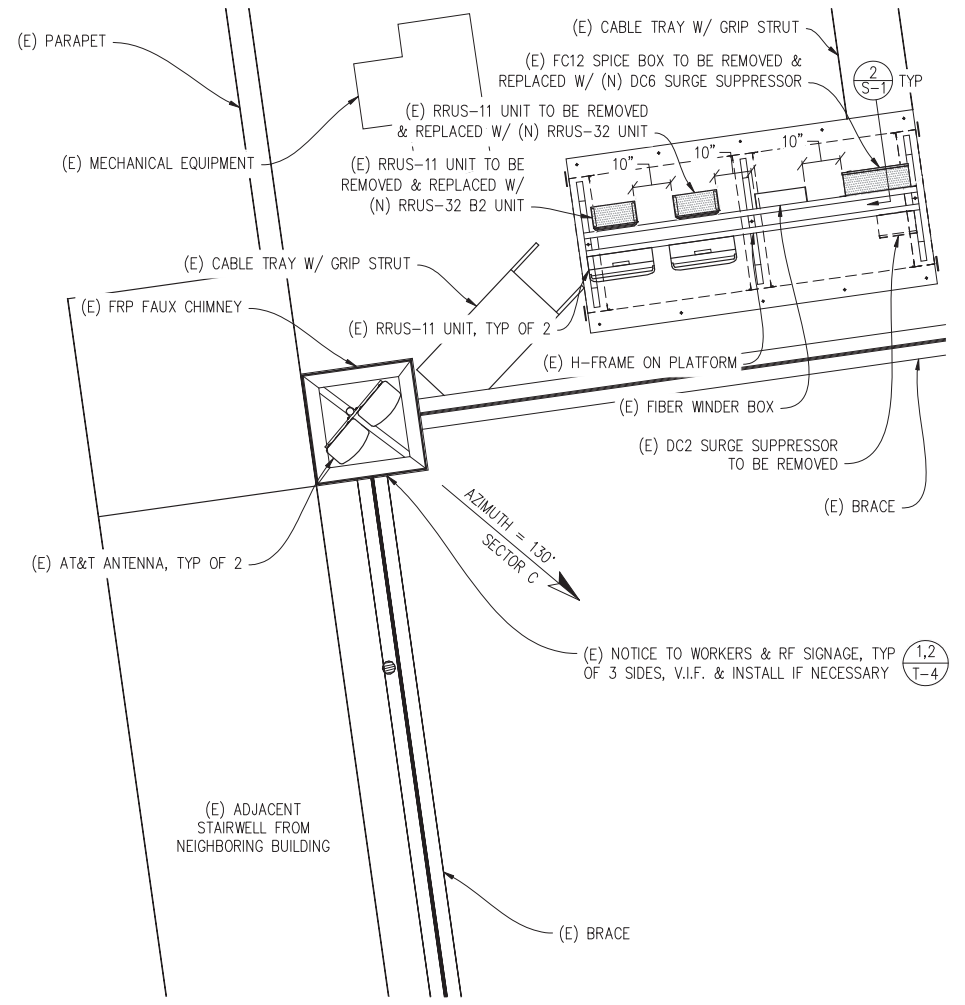 (E) PARAPET
(E) CABLE TRAY W/ GRIP STRUT
(E) FC12 SPICE BOX TO BE REMOVED &
REPLACED W/ (N) DC6 SURGE SUPPRESSOR
2
S-1
TYP
(E) RRUS-11 UNIT TO BE REMOVED
& REPLACED W/ (N) RRUS-32 UNIT
(E) MECHANICAL EQUIPMENT
(E) RRUS-11 UNIT TO BE
REMOVED & REPLACED W/
(N) RRUS-32 B2 UNIT
10"
10"
10"
(E) CABLE TRAY W/ GRIP STRUT
(E) FRP FAUX CHIMNEY
(E) RRUS-11 UNIT, TYP OF 2
(E) H-FRAME ON PLATFORM
(E) FIBER WINDER BOX
(E) DC2 SURGE SUPPRESSOR
TO BE REMOVED
(E) BRACE
AZIMUTH = 130°
SECTOR C
(E) AT&T ANTENNA, TYP OF 2
(E) NOTICE TO WORKERS & RF SIGNAGE, TYP
OF 3 SIDES, V.I.F. & INSTALL IF NECESSARY
1,2
T-4
(E) ADJACENT
STAIRWELL FROM
NEIGHBORING BUILDING
(E) BRACE